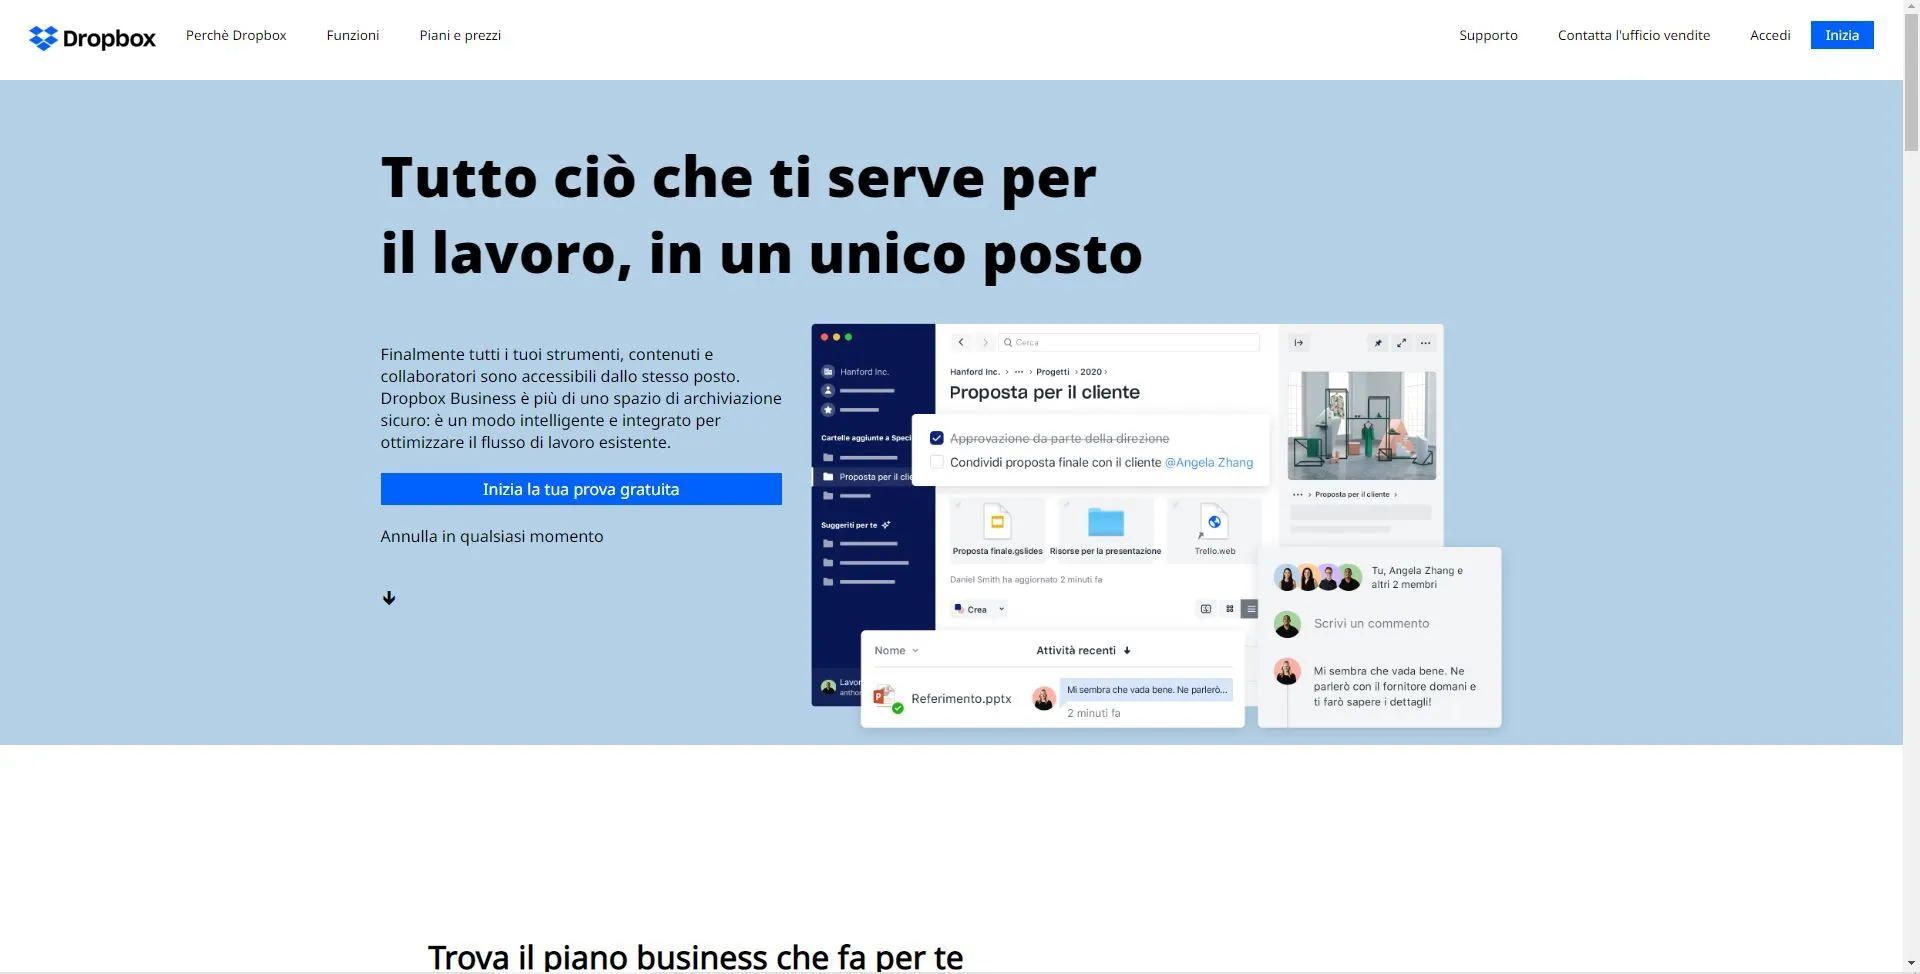 Dropbox
Perchè Dropbox
Funzioni
Piani e prezzi
Supporto
Contatta l'ufficio vendite
Accedi
Inizia
Tutto ciò che ti serve per
il lavoro, in un unico posto
Finalmente tutti i tuoi strumenti, contenuti e
collaboratori sono accessibili dallo stesso posto.
Dropbox Business è più di uno spazio di archiviazione
sicuro: è un modo intelligente e integrato per
ottimizzare il flusso di lavoro esistente.
Inizia la tua prova gratuita
Annulla in qualsiasi momento
Hanford Inc.
Cartelle aggiunte a Speci
Proposta per il clie
Suggeriti per te
Lavor
antho
Cerca
Hanford Inc. › ··· › Progetti › 2020 ›
Proposta per il cliente
Approvazione da parte della direzione
Condividi proposta finale con il cliente @Angela Zhang
Proposta finale.gslides
Risorse per la presentazione
Trello.web
Daniel Smith ha aggiornato 2 minuti fa
Crea
Nome
Attività recenti
Referimento.pptx
Mi sembra che vada bene. Ne parlerò...
2 minuti fa
··· › Proposta per il cliente ›
Tu, Angela Zhang e
altri 2 membri
Scrivi un commento
Mi sembra che vada bene. Ne
parlerò con il fornitore domani e
ti farò sapere i dettagli!
Trova il piano business che fa per te